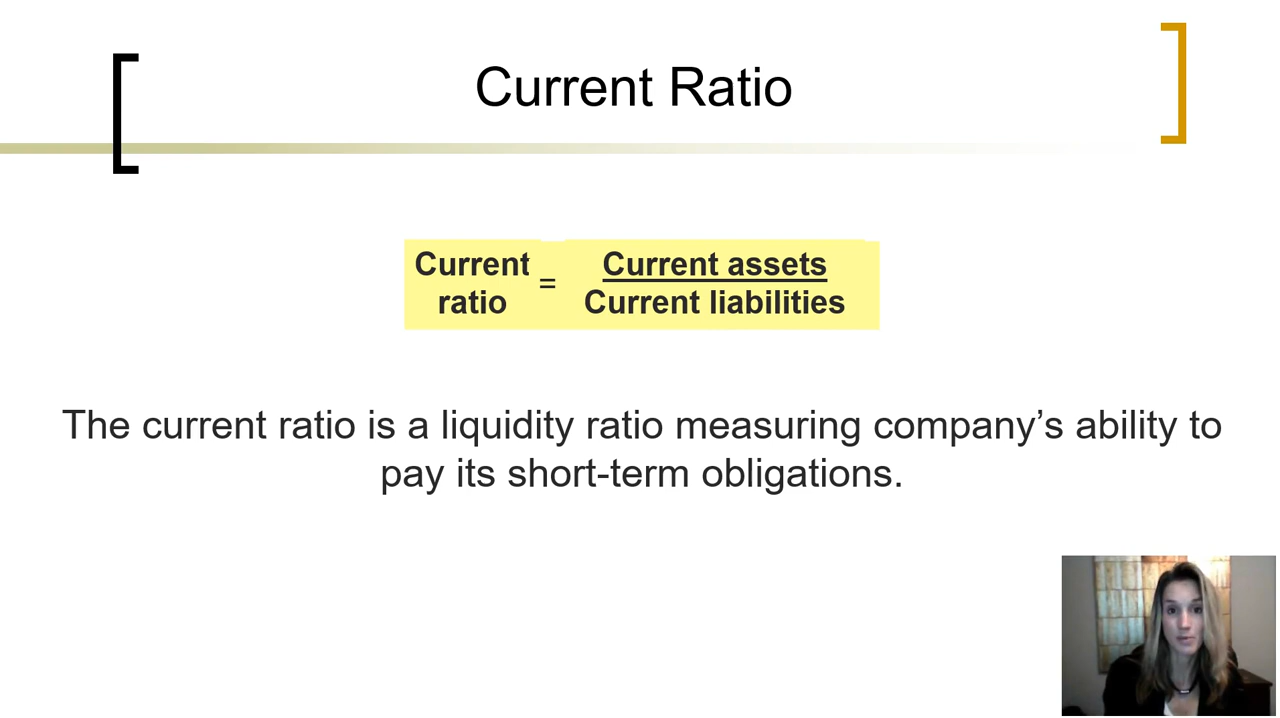 Current Ratio
Current ratio = Current assets
Current liabilities
The current ratio is a liquidity ratio measuring company’s ability to
pay its short-term obligations.